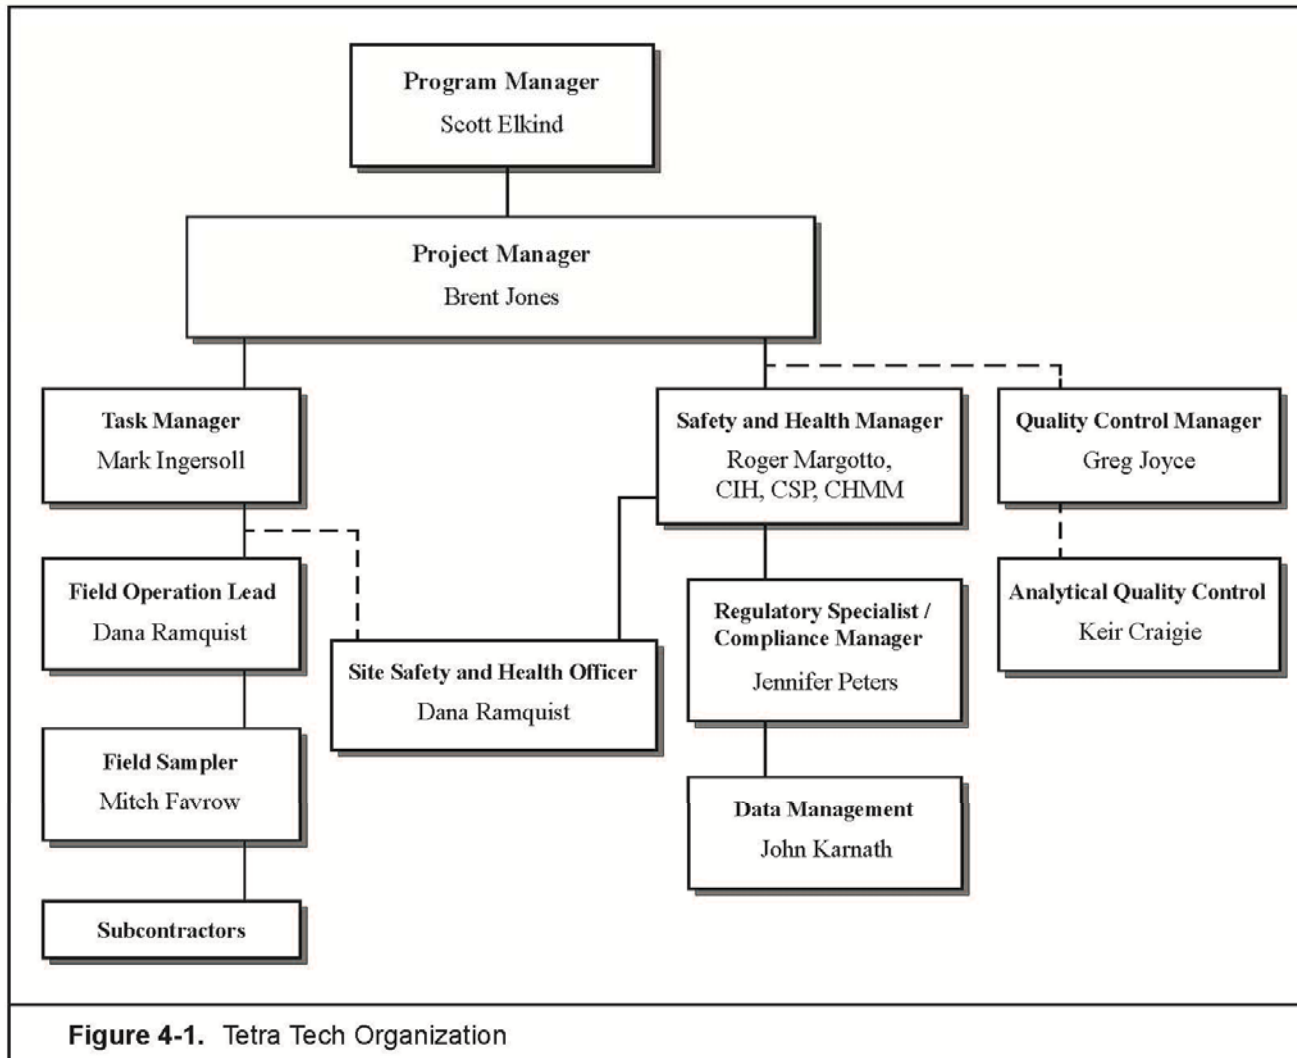 Program Manager
Scott Elkind
Project Manager
Brent Jones
Task Manager
Mark Ingersoll
Safety and Health Manager
Roger Margotto,
CIH, CSP, CHMM
Quality Control Manager
Greg Joyce
Field Operation Lead
Dana Ramquist
Site Safety and Health Officer
Dana Ramquist
Regulatory Specialist /
Compliance Manager
Jennifer Peters
Analytical Quality Control
Keir Craigie
Field Sampler
Mitch Favrow
Data Management
John Karnath
Subcontractors
Figure 4-1. Tetra Tech Organization